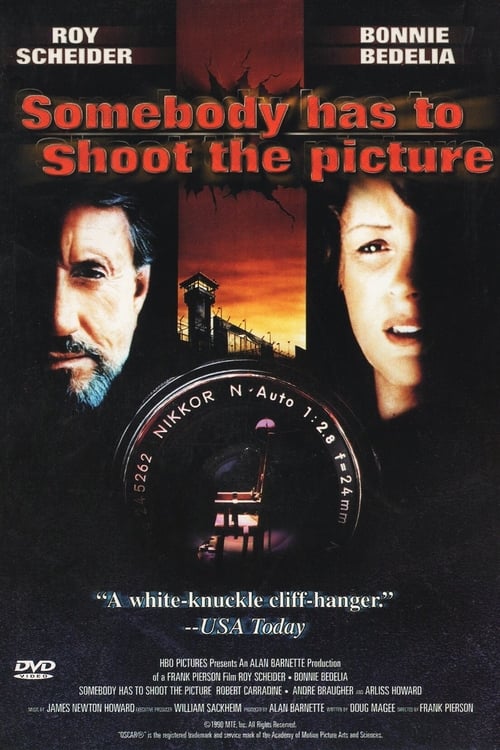 ROY SCHEIDER
BONNIE BEDELIA
Somebody has to
Shoot the picture
245262 NIKKOR N·Auto 1:2.8 f=24mm
“A white-knuckle cliff-hanger.”
--USA Today
DVD
VIDEO
HBO PICTURES Presents An ALAN BARNETTE Production
of a FRANK PIERSON Film ROY SCHEIDER • BONNIE BEDELIA
SOMEBODY HAS TO SHOOT THE PICTURE ROBERT CARRADINE ANDRE BRAUGHER AND ARLISS HOWARD
MUSIC BY JAMES NEWTON HOWARD EXECUTIVE PRODUCER WILLIAM SACKHEIM PRODUCED BY ALAN BARNETTE WRITTEN BY DOUG MAGEE DIRECTED BY FRANK PIERSON
©1990 MTE, Inc. All Rights Reserved.
"OSCAR®" is the registered trademark and service mark of the Academy of Motion Picture Arts and Sciences.